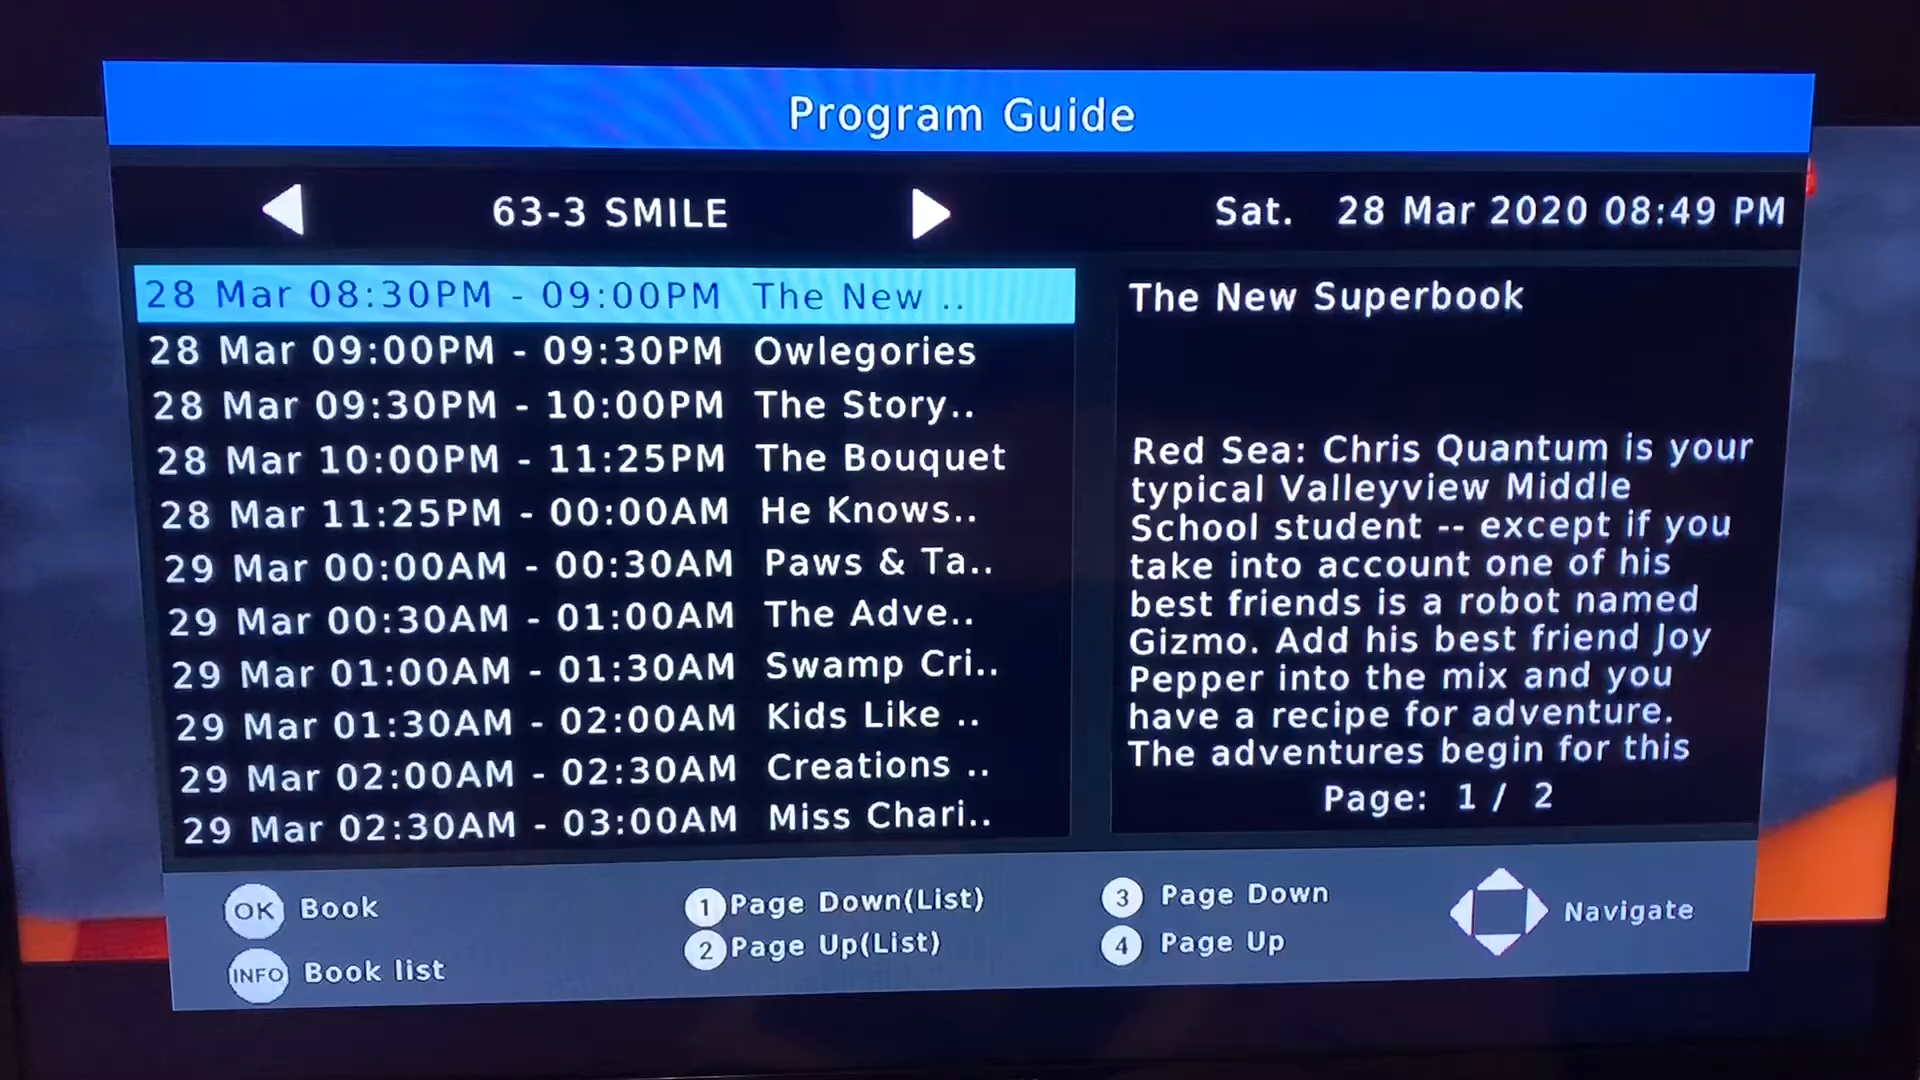 Program Guide
63-3 SMILE
Sat. 28 Mar 2020 08:49 PM
28 Mar 08:30PM - 09:00PM The New ..
28 Mar 09:00PM - 09:30PM Owlegories
28 Mar 09:30PM - 10:00PM The Story..
28 Mar 10:00PM - 11:25PM The Bouquet
28 Mar 11:25PM - 00:00AM He Knows..
29 Mar 00:00AM - 00:30AM Paws & Ta..
29 Mar 00:30AM - 01:00AM The Adve..
29 Mar 01:00AM - 01:30AM Swamp Cri..
29 Mar 01:30AM - 02:00AM Kids Like ..
29 Mar 02:00AM - 02:30AM Creations ..
29 Mar 02:30AM - 03:00AM Miss Chari..
The New Superbook
Red Sea: Chris Quantum is your
typical Valleyview Middle
School student -- except if you
take into account one of his
best friends is a robot named
Gizmo. Add his best friend Joy
Pepper into the mix and you
have a recipe for adventure.
The adventures begin for this
Page: 1 / 2
OK Book
INFO Book list
1 Page Down(List)
2 Page Up(List)
3 Page Down
4 Page Up
Navigate